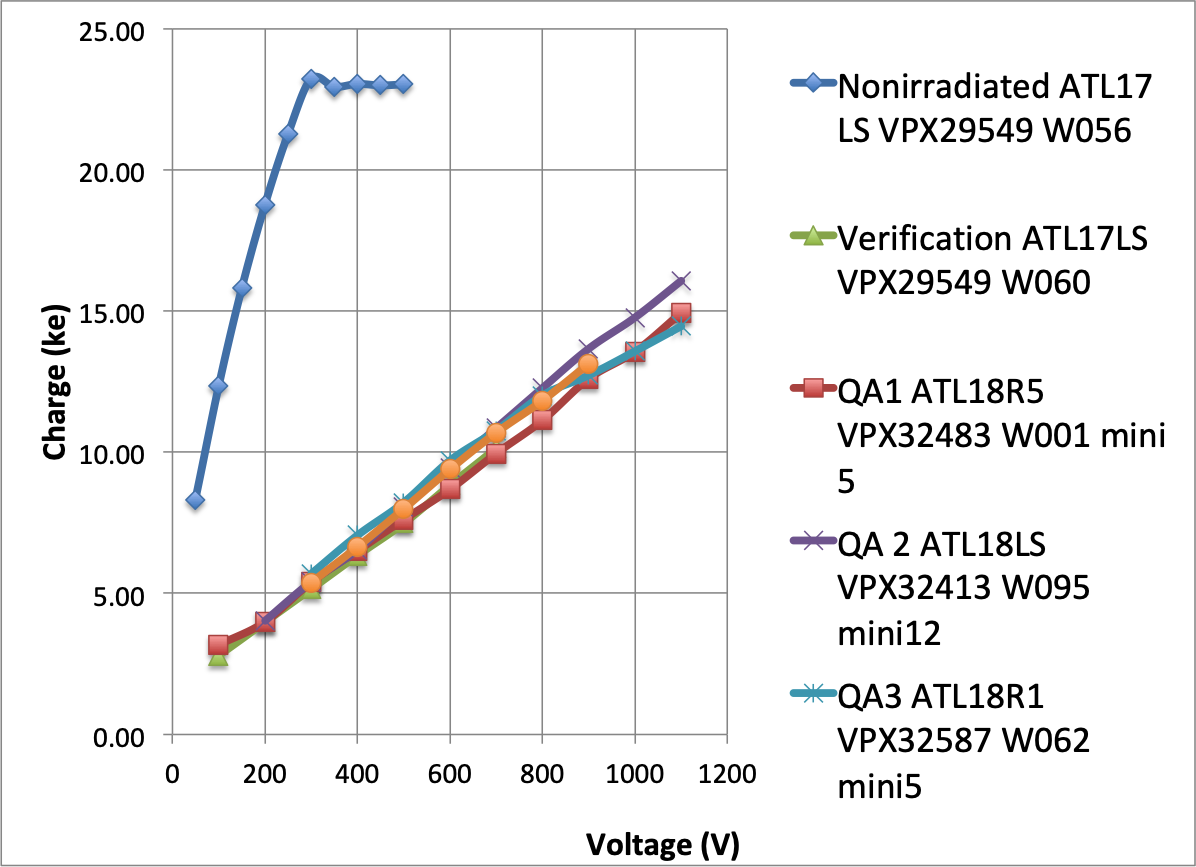 25.00
20.00
15.00
10.00
5.00
0.00
Charge (ke)
0 200 400 600 800 1000 1200
Voltage (V)
Nonirradiated ATL17
LS VPX29549 W056
Verification ATL17LS
VPX29549 W060
QA1 ATL18R5
VPX32483 W001 mini
5
QA 2 ATL18LS
VPX32413 W095
mini12
QA3 ATL18R1
VPX32587 W062
mini5